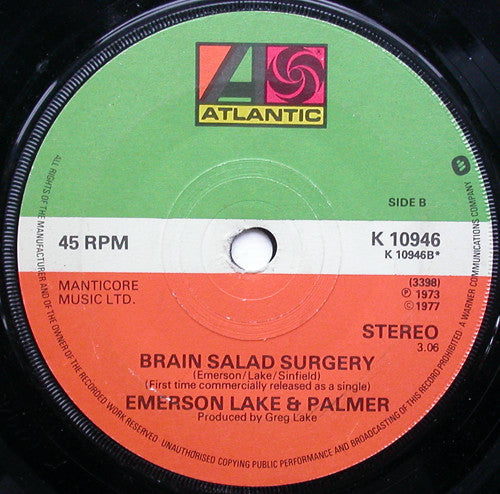 ATLANTIC
SIDE B
45 RPM
K 10946
K 10946B*
MANTICORE
MUSIC LTD.
(3398)
Ⓟ 1973
© 1977
STEREO
3.06
BRAIN SALAD SURGERY
(Emerson/Lake/Sinfield)
(First time commercially released as a single)
EMERSON LAKE & PALMER
Produced by Greg Lake
ALL RIGHTS OF THE MANUFACTURER AND OF THE OWNER OF THE RECORDED WORK RESERVED UNAUTHORISED COPYING PUBLIC PERFORMANCE AND BROADCASTING OF THIS RECORD PROHIBITED. A WARNER COMMUNICATIONS COMPANY